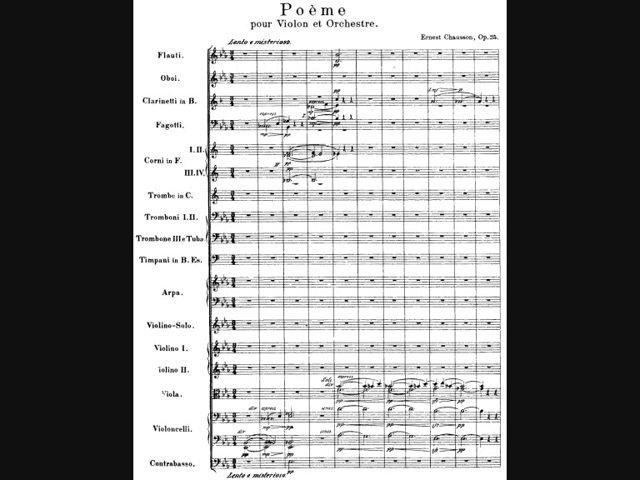 Poème
pour Violon et Orchestre.
Ernest Chausson, Op. 25.
Lento e misterioso.
Flauti.
Oboi.
Clarinetti in B.
Fagotti.
I.II.
Corni in F.
III.IV.
Trombe in C.
Tromboni I.II.
Trombone III e Tuba.
Timpani in B. Es.
Arpa.
Violino-Solo.
Violino I.
Violino II.
Viola.
Violoncelli.
Contrabasso.
Lento e misterioso.